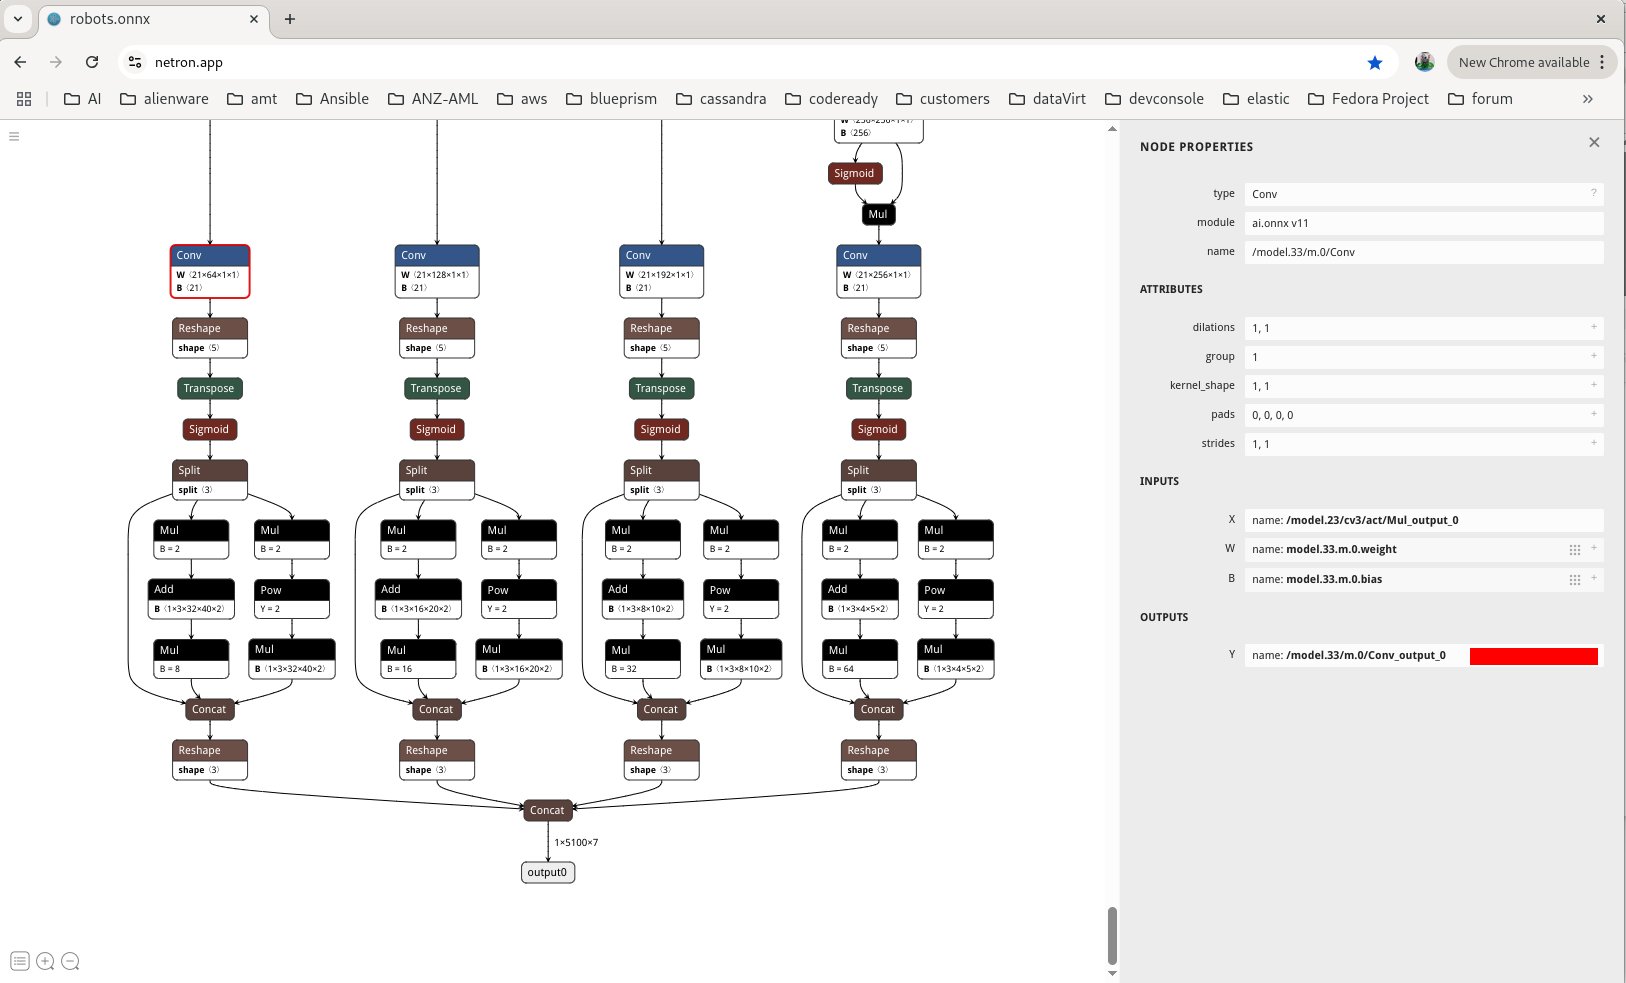 robots.onnx
netron.app
New Chrome available
AI alienware amt Ansible ANZ-AML aws blueprism cassandra codeready customers dataVirt devconsole elastic Fedora Project forum
B ⟨256⟩
Sigmoid
Mul
Conv Conv Conv Conv
W ⟨21×64×1×1⟩ W ⟨21×128×1×1⟩ W ⟨21×192×1×1⟩ W ⟨21×256×1×1⟩
B ⟨21⟩ B ⟨21⟩ B ⟨21⟩ B ⟨21⟩
Reshape Reshape Reshape Reshape
shape ⟨5⟩ shape ⟨5⟩ shape ⟨5⟩ shape ⟨5⟩
Transpose Transpose Transpose Transpose
Sigmoid Sigmoid Sigmoid Sigmoid
Split Split Split Split
split ⟨3⟩ split ⟨3⟩ split ⟨3⟩ split ⟨3⟩
Mul Mul Mul Mul Mul Mul Mul Mul
B = 2 B = 2 B = 2 B = 2 B = 2 B = 2 B = 2 B = 2
Add Pow Add Pow Add Pow Add Pow
B ⟨1×3×32×40×2⟩ Y = 2 B ⟨1×3×16×20×2⟩ Y = 2 B ⟨1×3×8×10×2⟩ Y = 2 B ⟨1×3×4×5×2⟩ Y = 2
Mul Mul Mul Mul Mul Mul Mul Mul
B = 8 B ⟨1×3×32×40×2⟩ B = 16 B ⟨1×3×16×20×2⟩ B = 32 B ⟨1×3×8×10×2⟩ B = 64 B ⟨1×3×4×5×2⟩
Concat Concat Concat Concat
Reshape Reshape Reshape Reshape
shape ⟨3⟩ shape ⟨3⟩ shape ⟨3⟩ shape ⟨3⟩
Concat
1×5100×7
output0
NODE PROPERTIES
type Conv ?
module ai.onnx v11
name /model.33/m.0/Conv
ATTRIBUTES
dilations 1, 1 +
group 1 +
kernel_shape 1, 1 +
pads 0, 0, 0, 0 +
strides 1, 1 +
INPUTS
X name: /model.23/cv3/act/Mul_output_0
W name: model.33.m.0.weight +
B name: model.33.m.0.bias +
OUTPUTS
Y name: /model.33/m.0/Conv_output_0